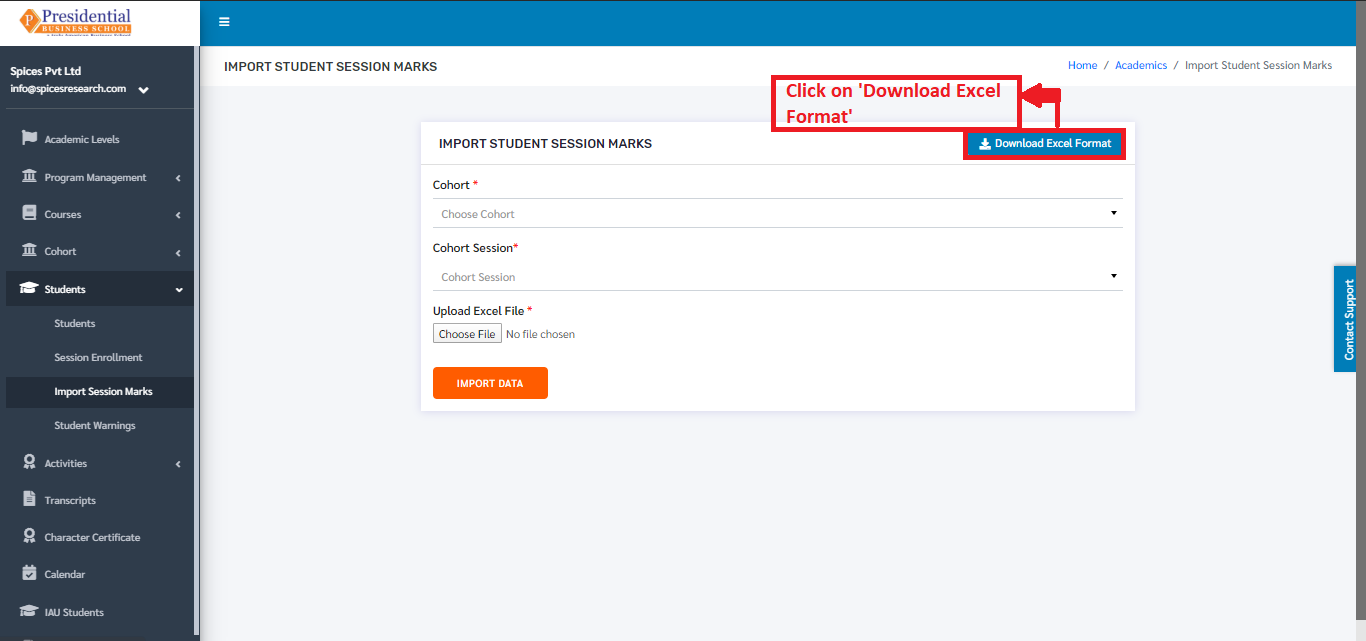 Presidential
BUSINESS SCHOOL
Spices Pvt Ltd
info@spicesresearch.com
Academic Levels
Program Management
Courses
Cohort
Students
Students
Session Enrollment
Import Session Marks
Student Warnings
Activities
Transcripts
Character Certificate
Calendar
IAU Students
IMPORT STUDENT SESSION MARKS
Home / Academics / Import Student Session Marks
Click on 'Download Excel
Format'
IMPORT STUDENT SESSION MARKS
Download Excel Format
Cohort *
Choose Cohort
Cohort Session*
Cohort Session
Upload Excel File *
Choose File No file chosen
IMPORT DATA
Contact Support